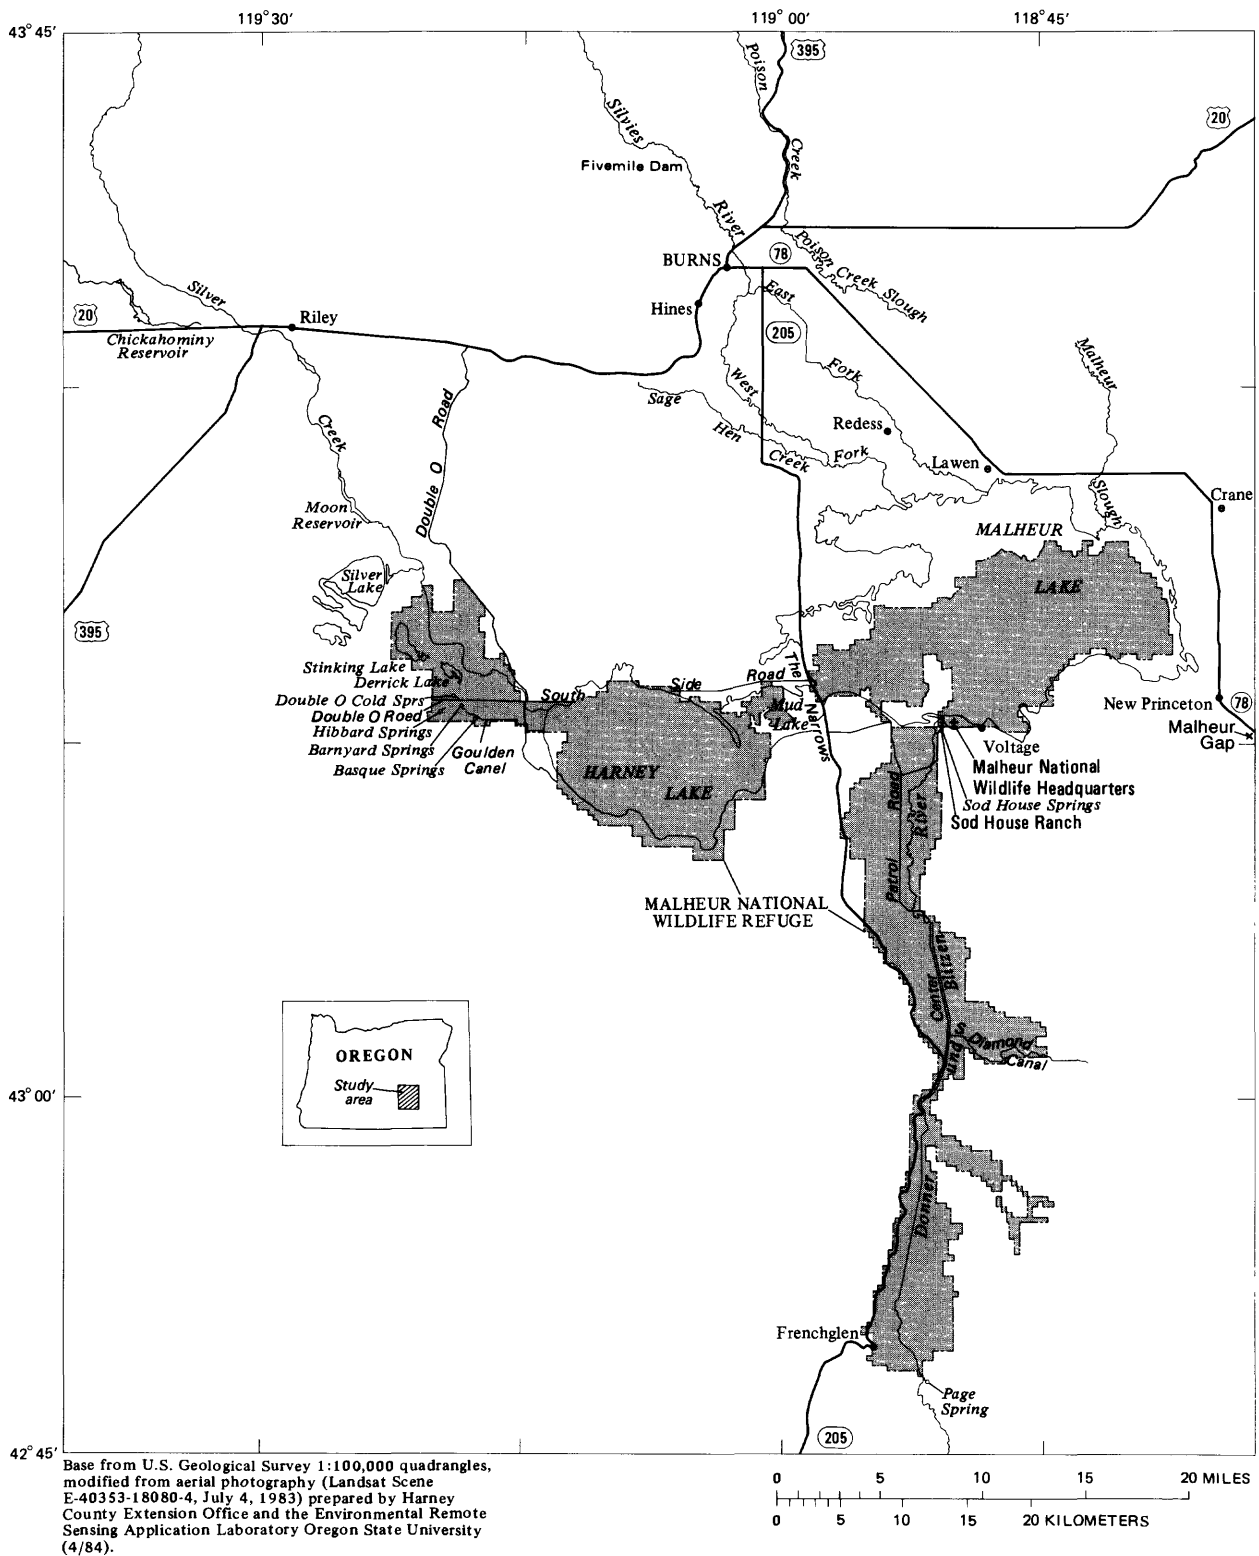 119° 30'
119° 00'
118° 45'
43° 45'
395
Poison
Silvies
20
Fivemile Dam
Creek
River
Poison
Creek Slough
BURNS
78
Silver
East
Hines
20
Riley
205
Chickahominy
Reservoir
Malheur
Fork
West
Road
Sage
Creek
Redess
Hen
Fork
Creek
Lawen
O
Slough
Crane
Moon
Reservoir
Double
MALHEUR
Silver
Lake
LAKE
395
The
Stinking Lake
Road
Derrick Lake
Side
Double O Cold Sprs
South
Mud
Lake
New Princeton
78
Double O Road
Narrows
Hibbard Springs
Malheur
Gap
Barnyard Springs
Goulden
Canel
Voltage
Basque Springs
HARNEY
LAKE
Malheur National
Wildlife Headquarters
Road
River
Sod House Springs
Sod House Ranch
Patrol
MALHEUR NATIONAL
WILDLIFE REFUGE
Blitzen
Center
OREGON
Study
area
und
s
Diamond
Canal
43° 00'
Donner
Frenchglen
Page
Spring
205
42° 45'
Base from U.S. Geological Survey 1:100,000 quadrangles,
modified from aerial photography (Landsat Scene
E-40353-18080-4, July 4, 1983) prepared by Harney
County Extension Office and the Environmental Remote
Sensing Application Laboratory Oregon State University
(4/84).
0 5 10 15 20 MILES
0 5 10 15 20 KILOMETERS